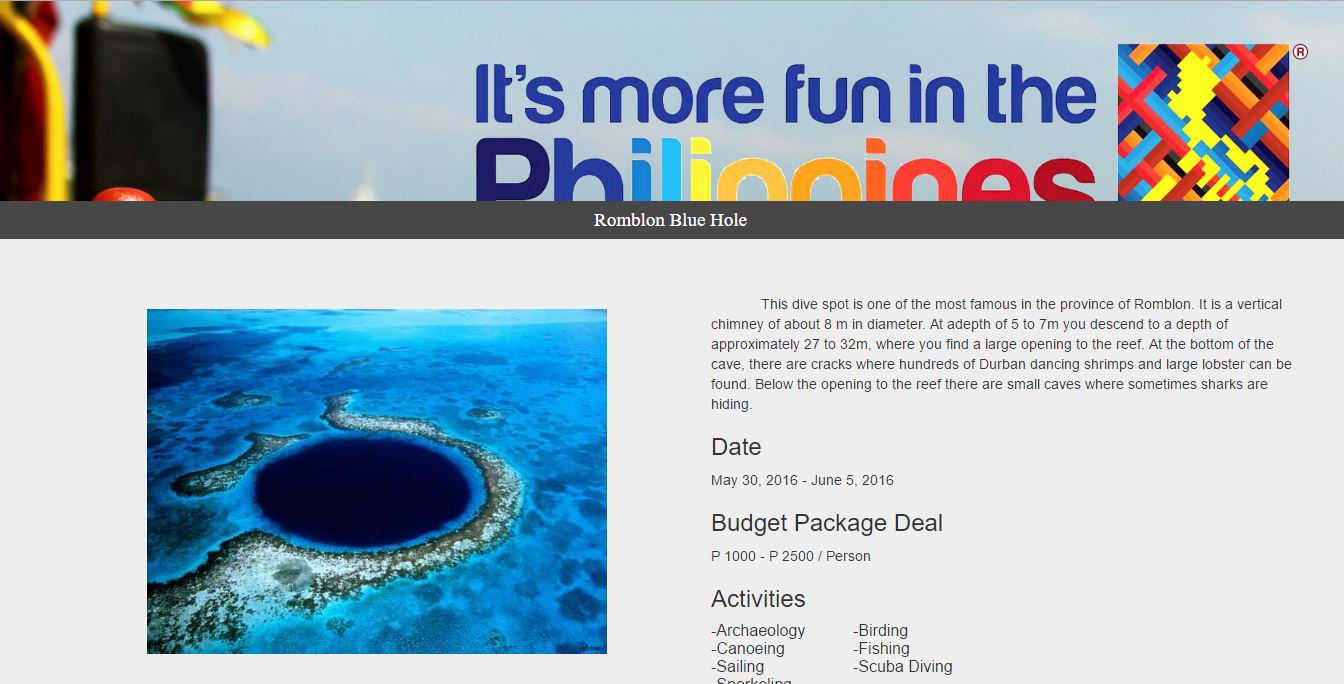 It's more fun in the
Philippines
®
Romblon Blue Hole
This dive spot is one of the most famous in the province of Romblon. It is a vertical
chimney of about 8 m in diameter. At adepth of 5 to 7m you descend to a depth of
approximately 27 to 32m, where you find a large opening to the reef. At the bottom of the
cave, there are cracks where hundreds of Durban dancing shrimps and large lobster can be
found. Below the opening to the reef there are small caves where sometimes sharks are
hiding.
Date
May 30, 2016 - June 5, 2016
Budget Package Deal
P 1000 - P 2500 / Person
Activities
-Archaeology -Birding
-Canoeing -Fishing
-Sailing -Scuba Diving
-Snorkeling